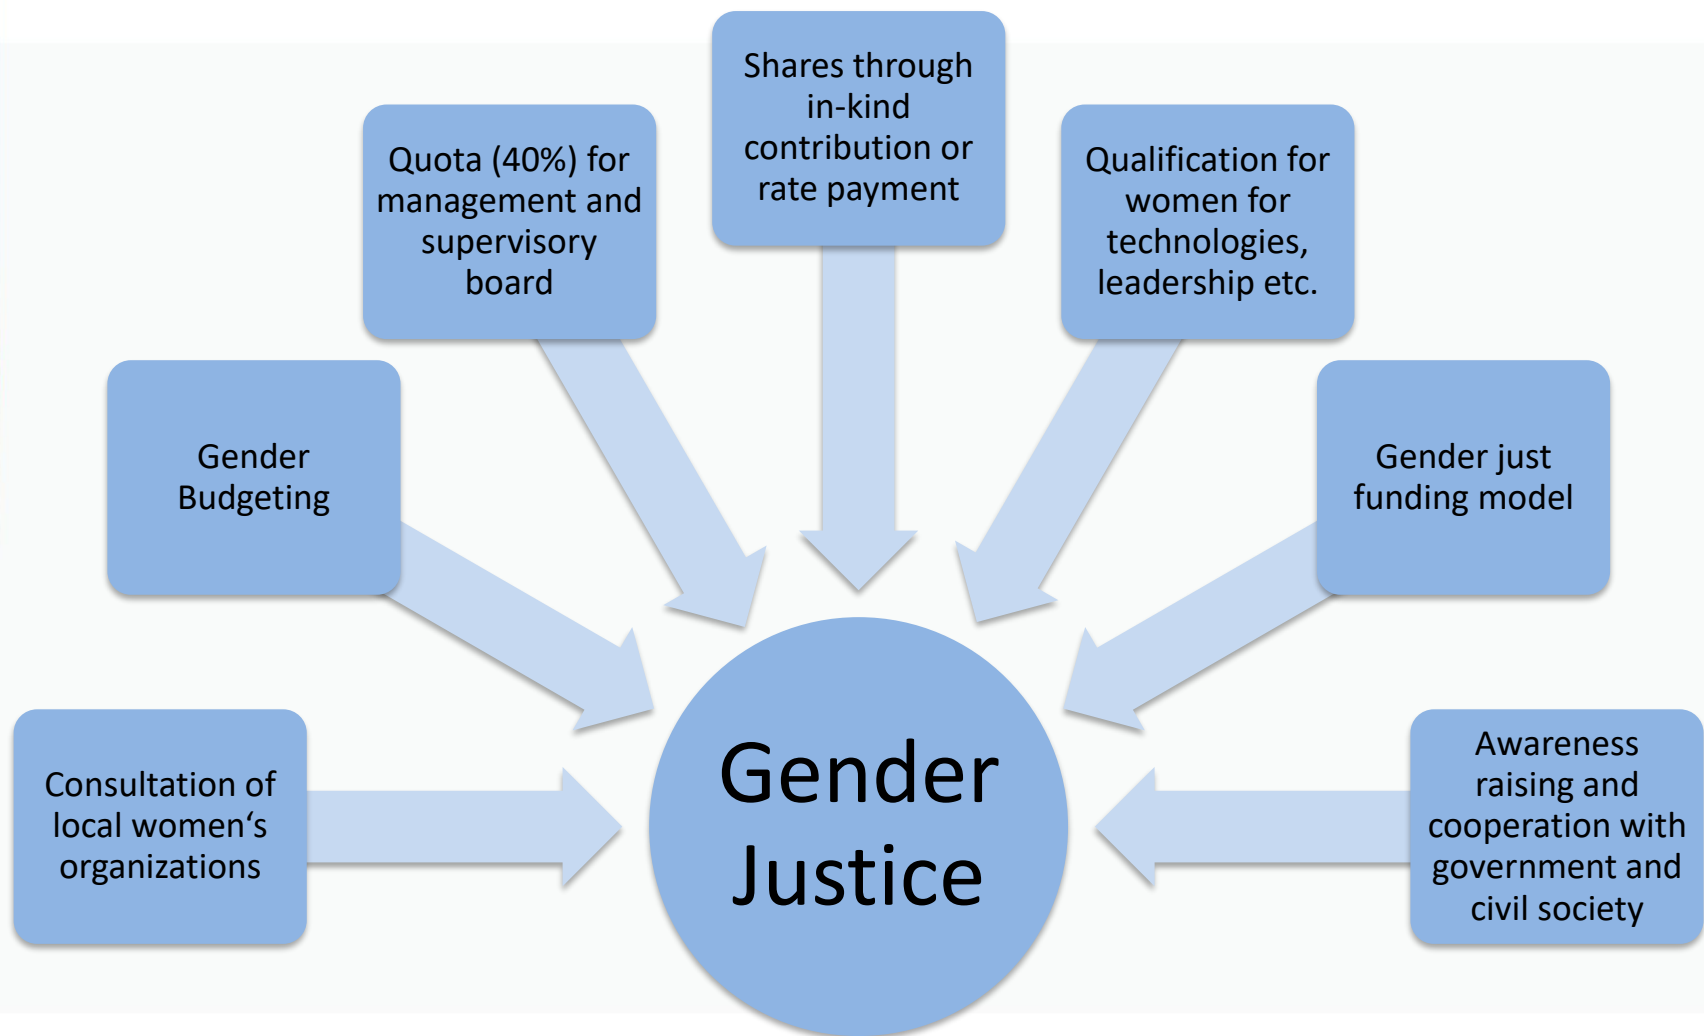 Shares through
in-kind
contribution or
rate payment
Quota (40%) for
management and
supervisory
board
Qualification for
women for
technologies,
leadership etc.
Gender
Budgeting
Gender just
funding model
Consultation of
local women‘s
organizations
Gender
Justice
Awareness
raising and
cooperation with
government and
civil society